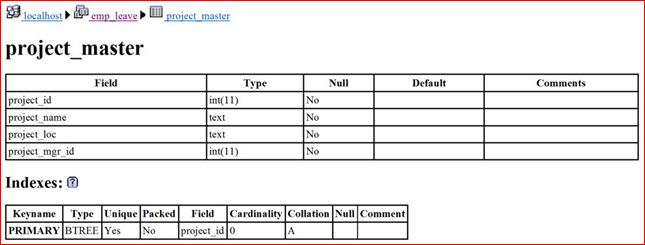 localhost emp_leave project_master
project_master
Field Type Null Default Comments
project_id int(11) No
project_name text No
project_loc text No
project_mgr_id int(11) No
Indexes: ?
Keyname Type Unique Packed Field Cardinality Collation Null Comment
PRIMARY BTREE Yes No project_id 0 A